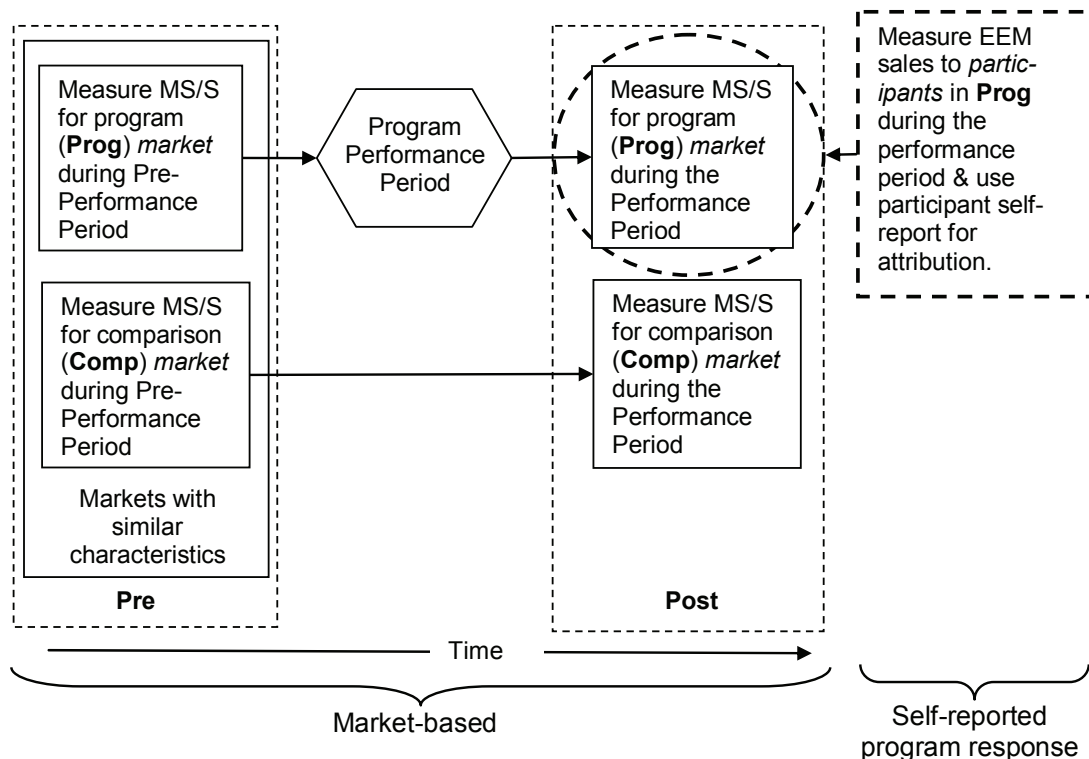 Measure MS/S
for program
(Prog) market
during Pre-
Performance
Period
Program
Performance
Period
Measure MS/S
for program
(Prog) market
during the
Performance
Period
Measure EEM
sales to partic-
ipants in Prog
during the
performance
period & use
participant self-
report for
attribution.
Measure MS/S
for comparison
(Comp) market
during Pre-
Performance
Period
Measure MS/S
for comparison
(Comp) market
during the
Performance
Period
Markets with
similar
characteristics
Pre
Post
Time
Market-based
Self-reported
program response